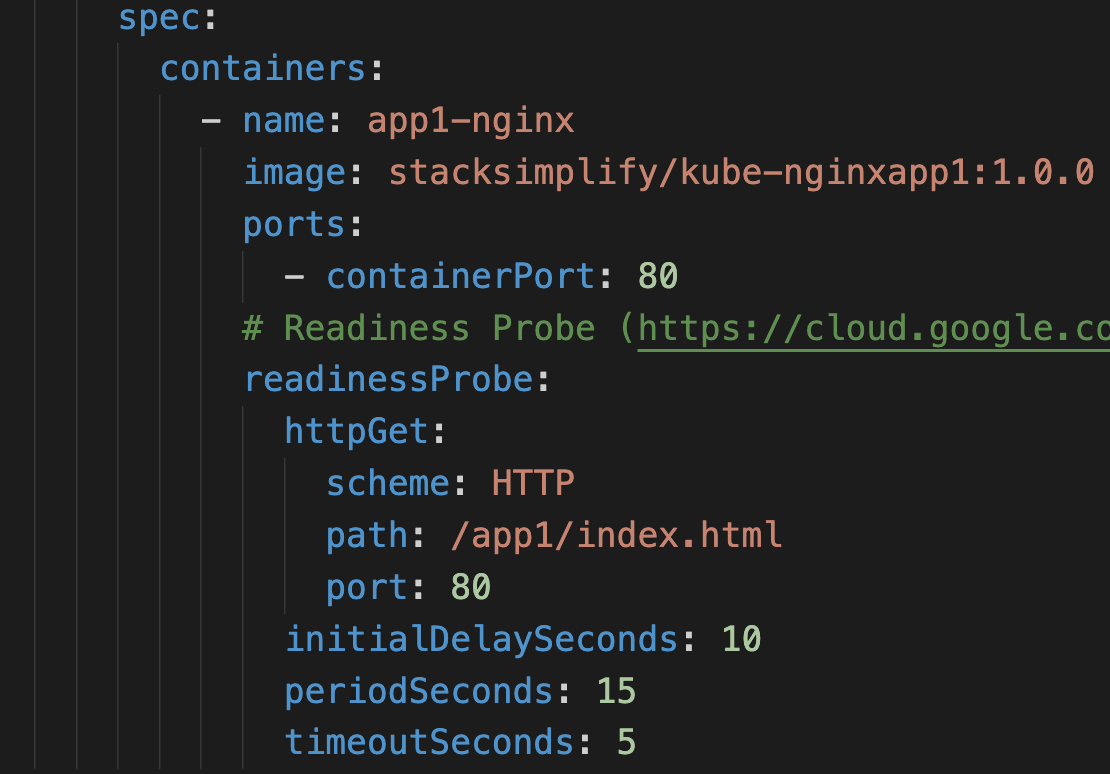 spec:
containers:
- name: app1-nginx
image: stacksimplify/kube-nginxapp1:1.0.0
ports:
- containerPort: 80
# Readiness Probe (https://cloud.google.co
readinessProbe:
httpGet:
scheme: HTTP
path: /app1/index.html
port: 80
initialDelaySeconds: 10
periodSeconds: 15
timeoutSeconds: 5